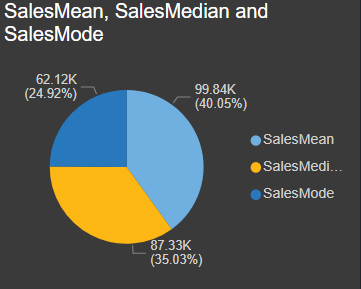 SalesMean, SalesMedian and
SalesMode
62.12K
(24.92%)
99.84K
(40.05%)
SalesMean
SalesMedi...
SalesMode
87.33K
(35.03%)